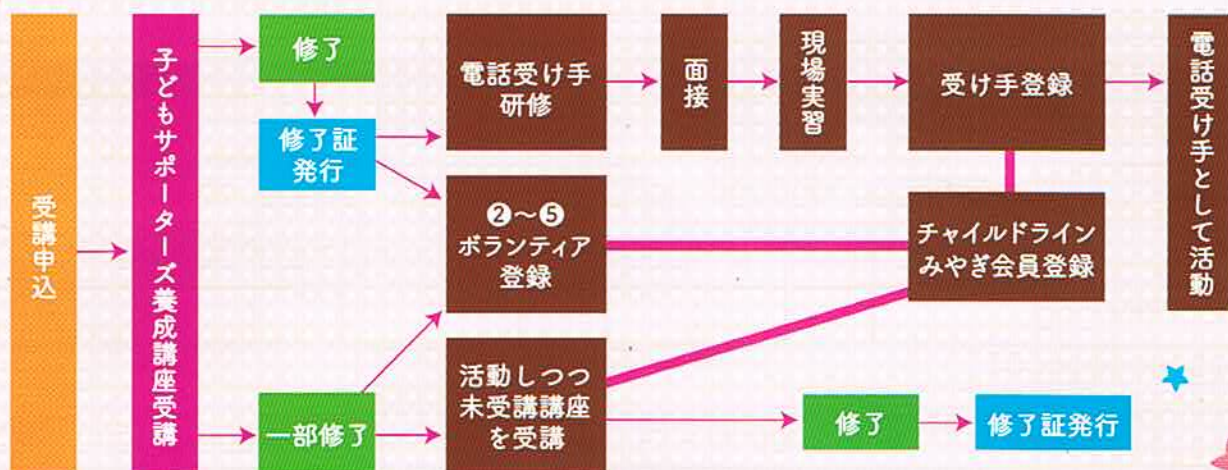 受講申込
子どもサポーターズ養成講座受講
修了
修了証
発行
一部修了
電話受け手
研修
❷～❺
ボランティア
登録
活動しつつ
未受講講座
を受講
面接
現場実習
受け手登録
チャイルドライン
みやぎ会員登録
電話受け手として活動
修了
修了証発行